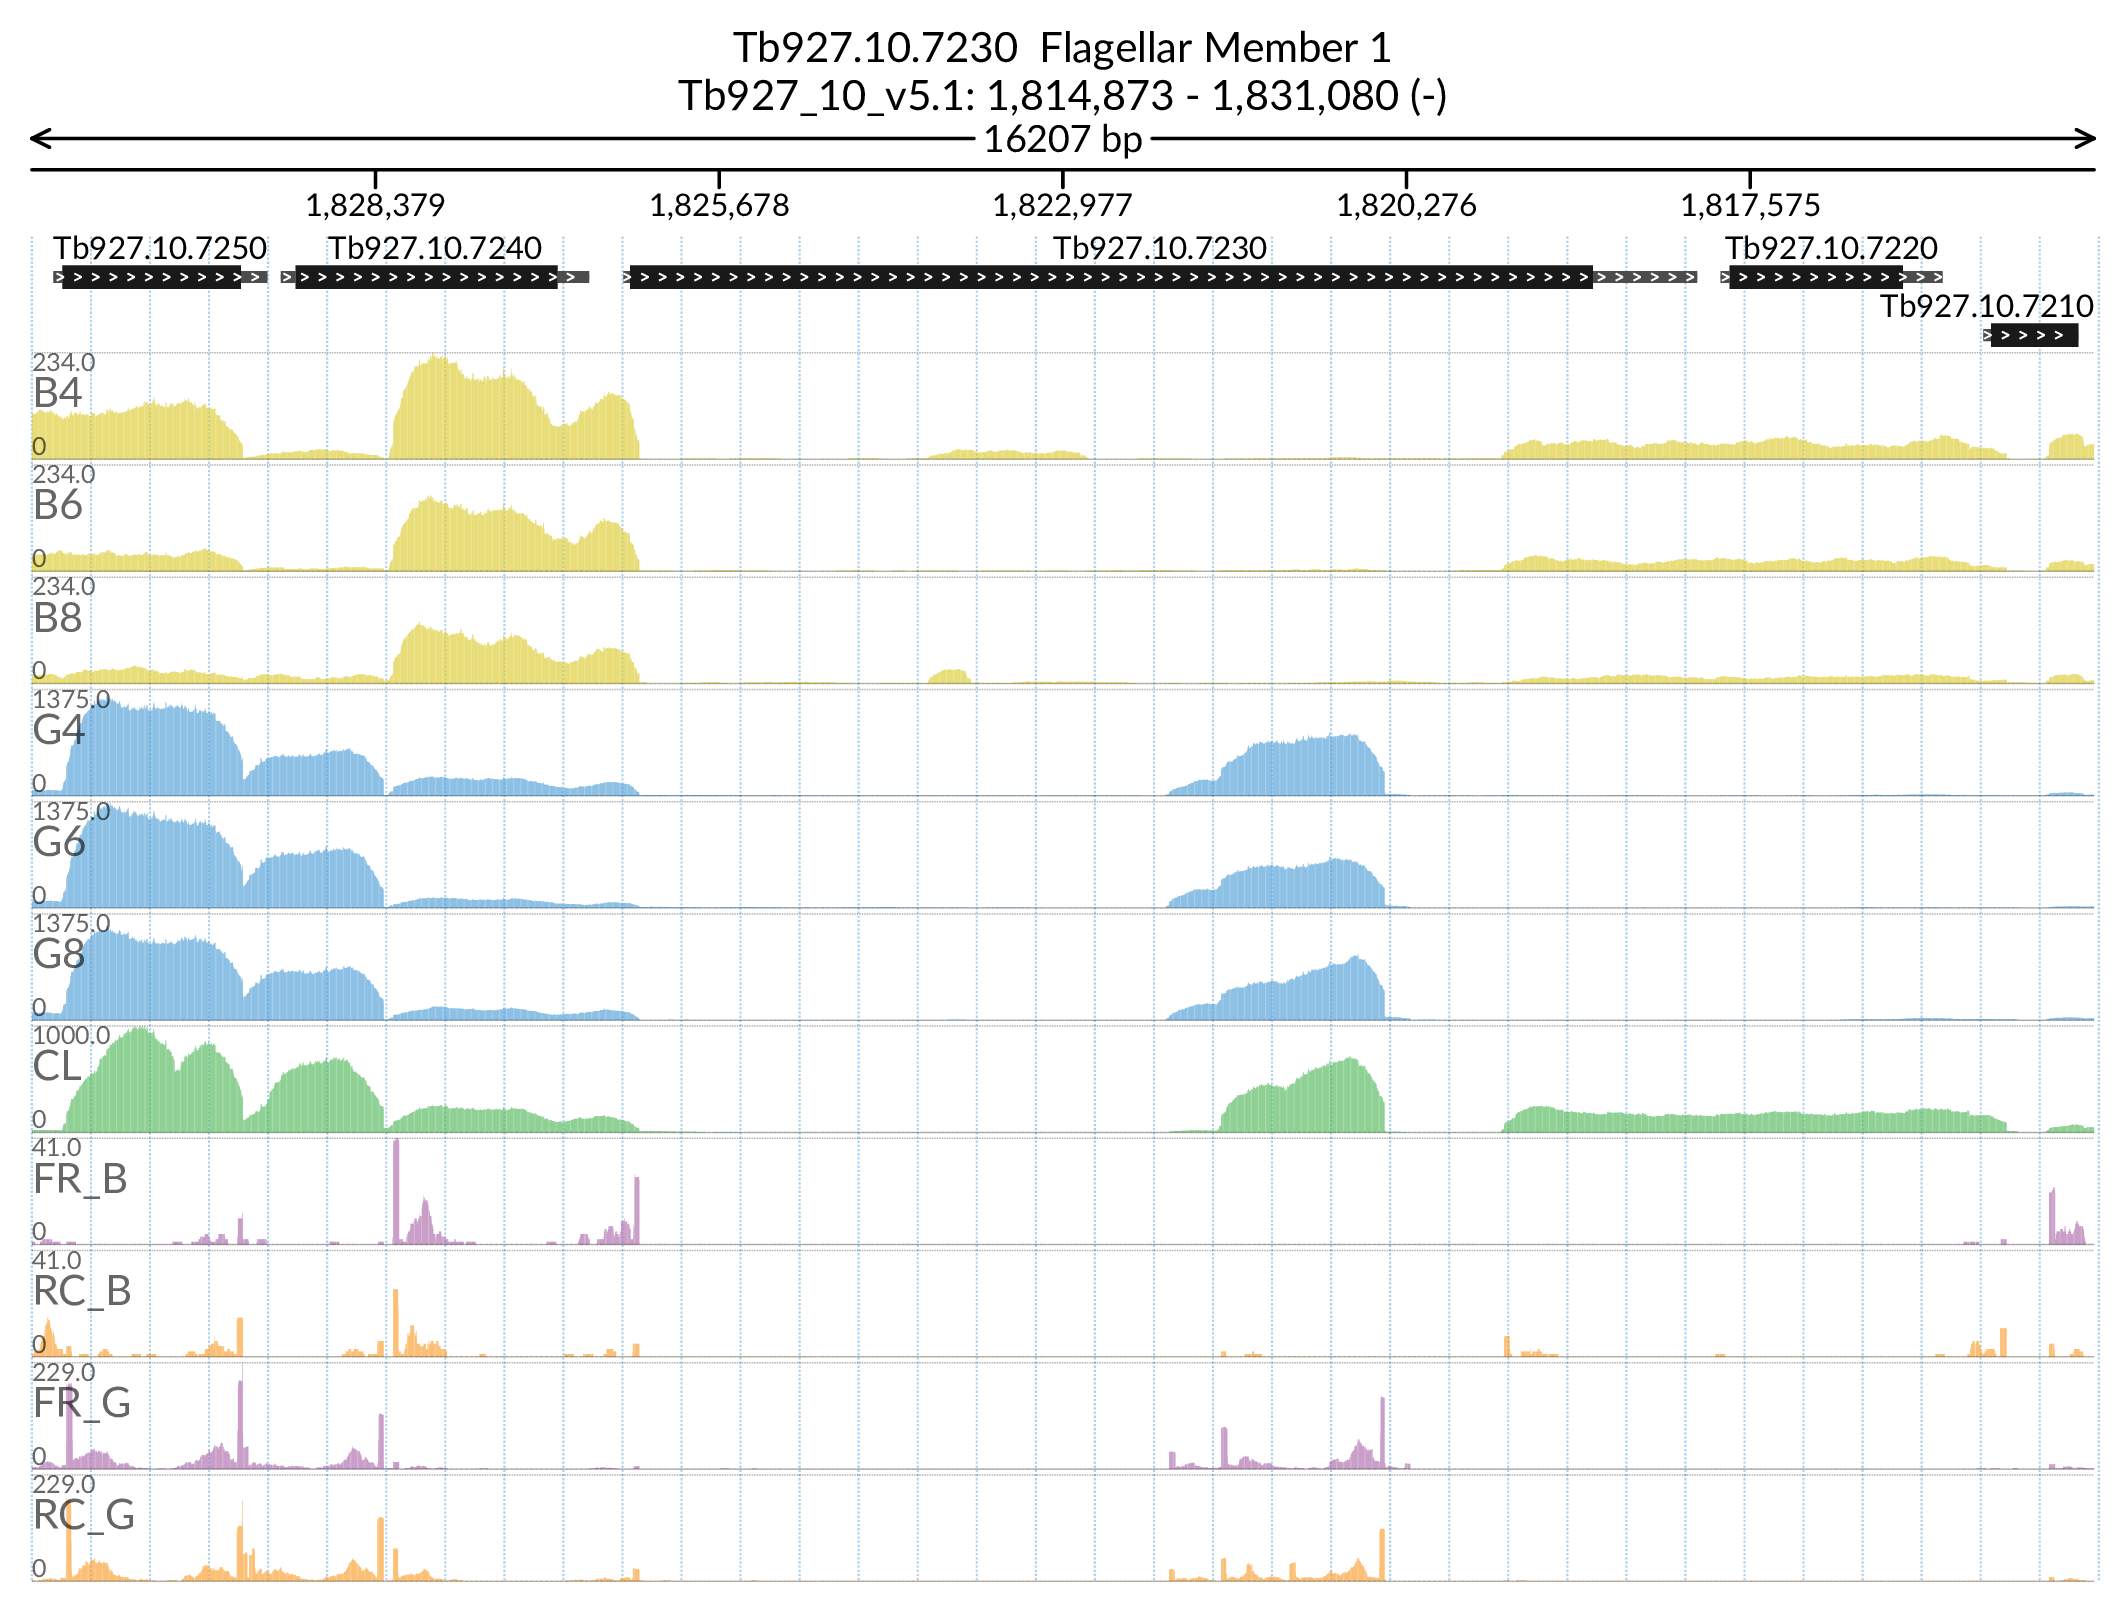 Tb927.10.7230  Flagellar Member 1
Tb927_10_v5.1: 1,814,873 - 1,831,080 (-)
16207 bp
1,828,379 1,825,678 1,822,977 1,820,276 1,817,575
Tb927.10.7250 Tb927.10.7240 Tb927.10.7230 Tb927.10.7220
Tb927.10.7210
234.0
B4
0
234.0
B6
0
234.0
B8
0
1375.0
G4
0
1375.0
G6
0
1375.0
G8
0
1000.0
CL
0
41.0
FR_B
0
41.0
RC_B
0
229.0
FR_G
0
229.0
RC_G
0